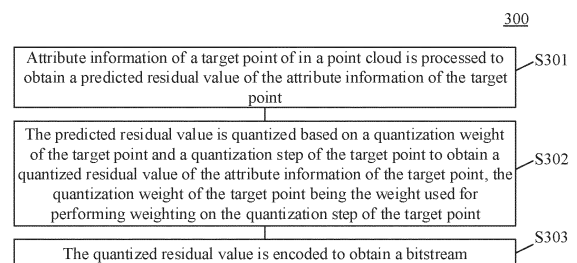 300
Attribute information of a target point of in a point cloud is processed to
obtain a predicted residual value of the attribute information of the target
point
S301
The predicted residual value is quantized based on a quantization weight
of the target point and a quantization step of the target point to obtain a
quantized residual value of the attribute information of the target point, the
quantization weight of the target point being the weight used for
performing weighting on the quantization step of the target point
S302
The quantized residual value is encoded to obtain a bitstream
S303